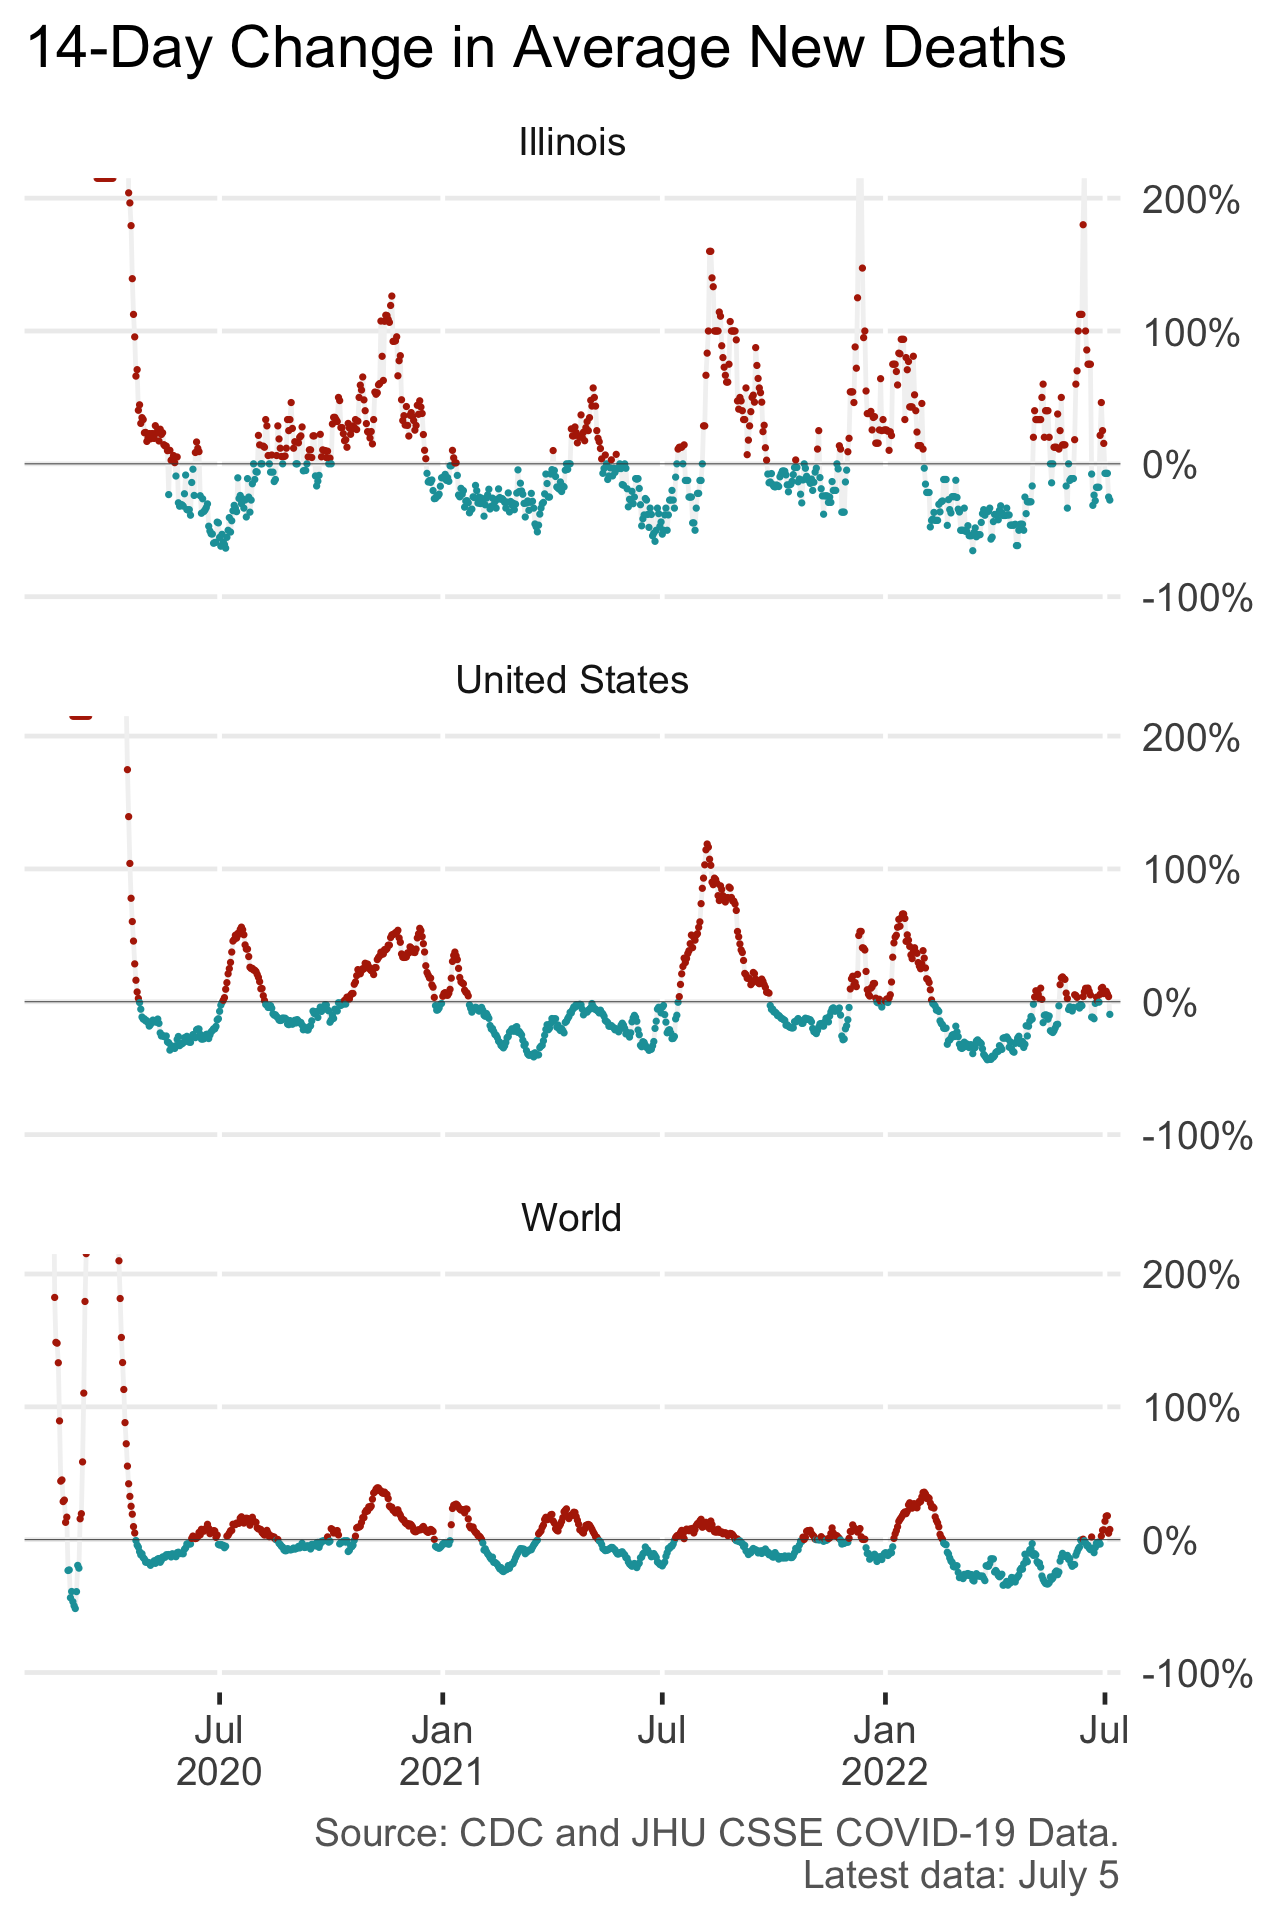 14-Day Change in Average New Deaths
Illinois
200%
100%
0%
-100%
United States
200%
100%
0%
-100%
World
200%
100%
0%
-100%
Jul Jan Jul Jan Jul
2020 2021 2022
Source: CDC and JHU CSSE COVID-19 Data.
Latest data: July 5